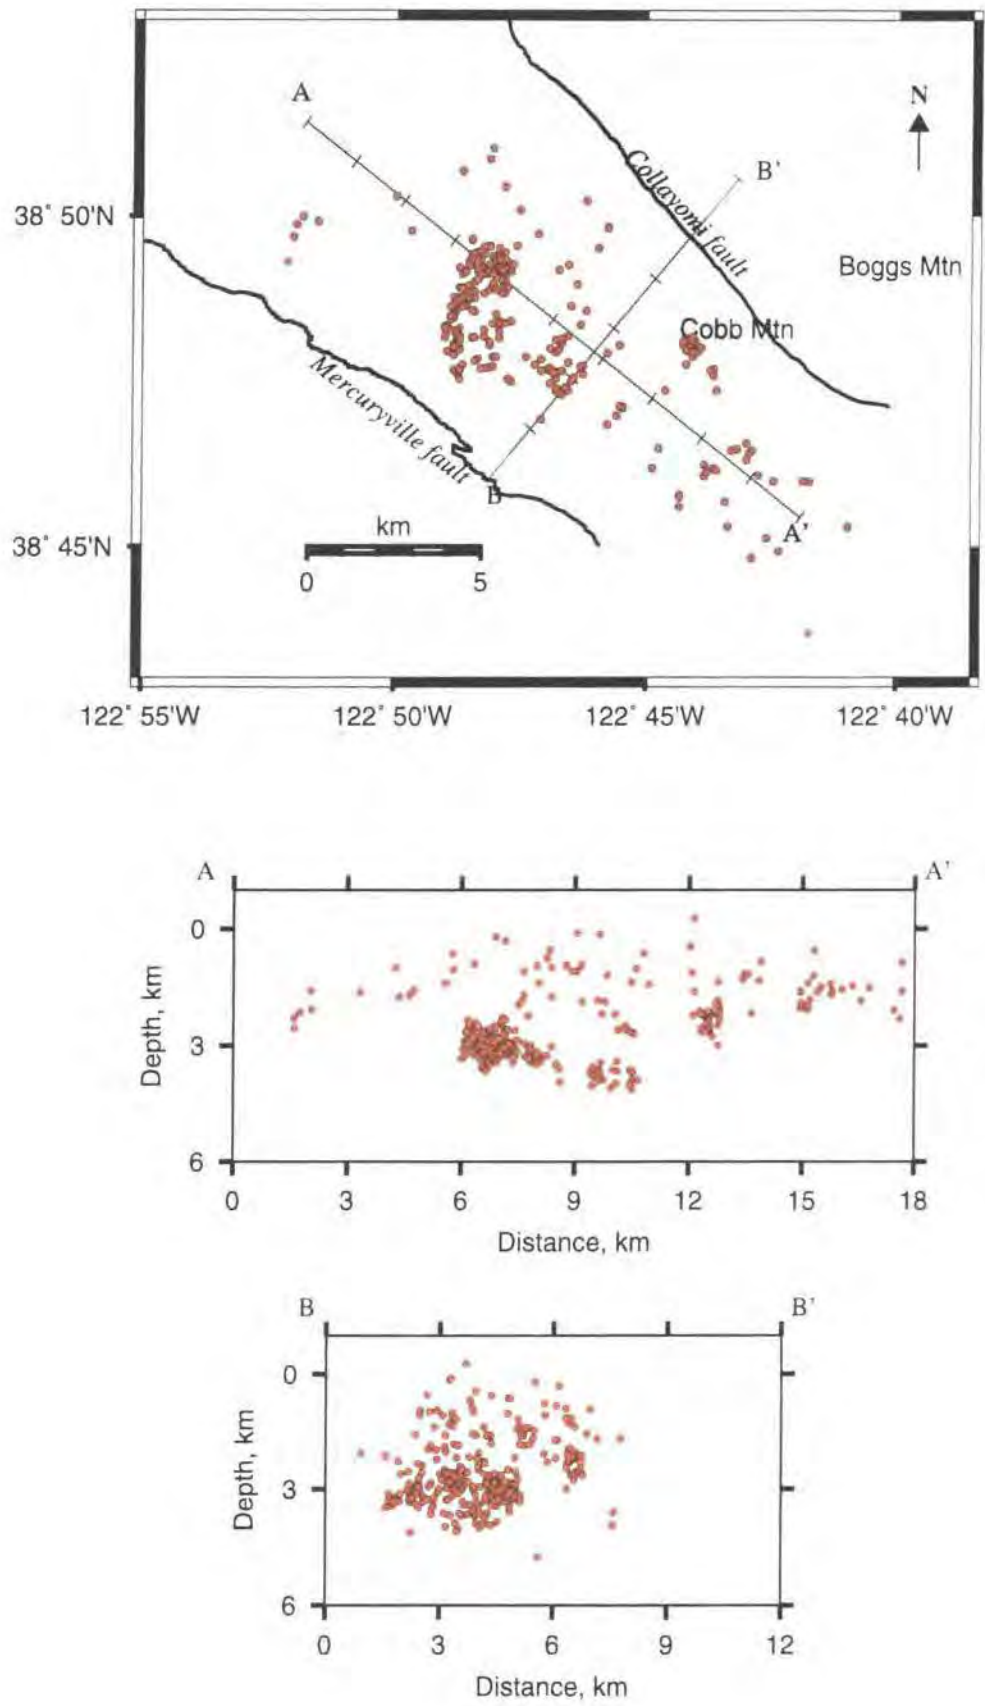 A
N
B'
38˚ 50'N
Collayomi fault
Boggs Mtn
Cobb Mtn
Mercuryville fault
B
km
A'
38˚ 45'N
0 5
122˚ 55'W 122˚ 50'W 122˚ 45'W 122˚ 40'W
A A'
0
3
6
Depth, km
0 3 6 9 12 15 18
Distance, km
B B'
0
3
6
Depth, km
0 3 6 9 12
Distance, km